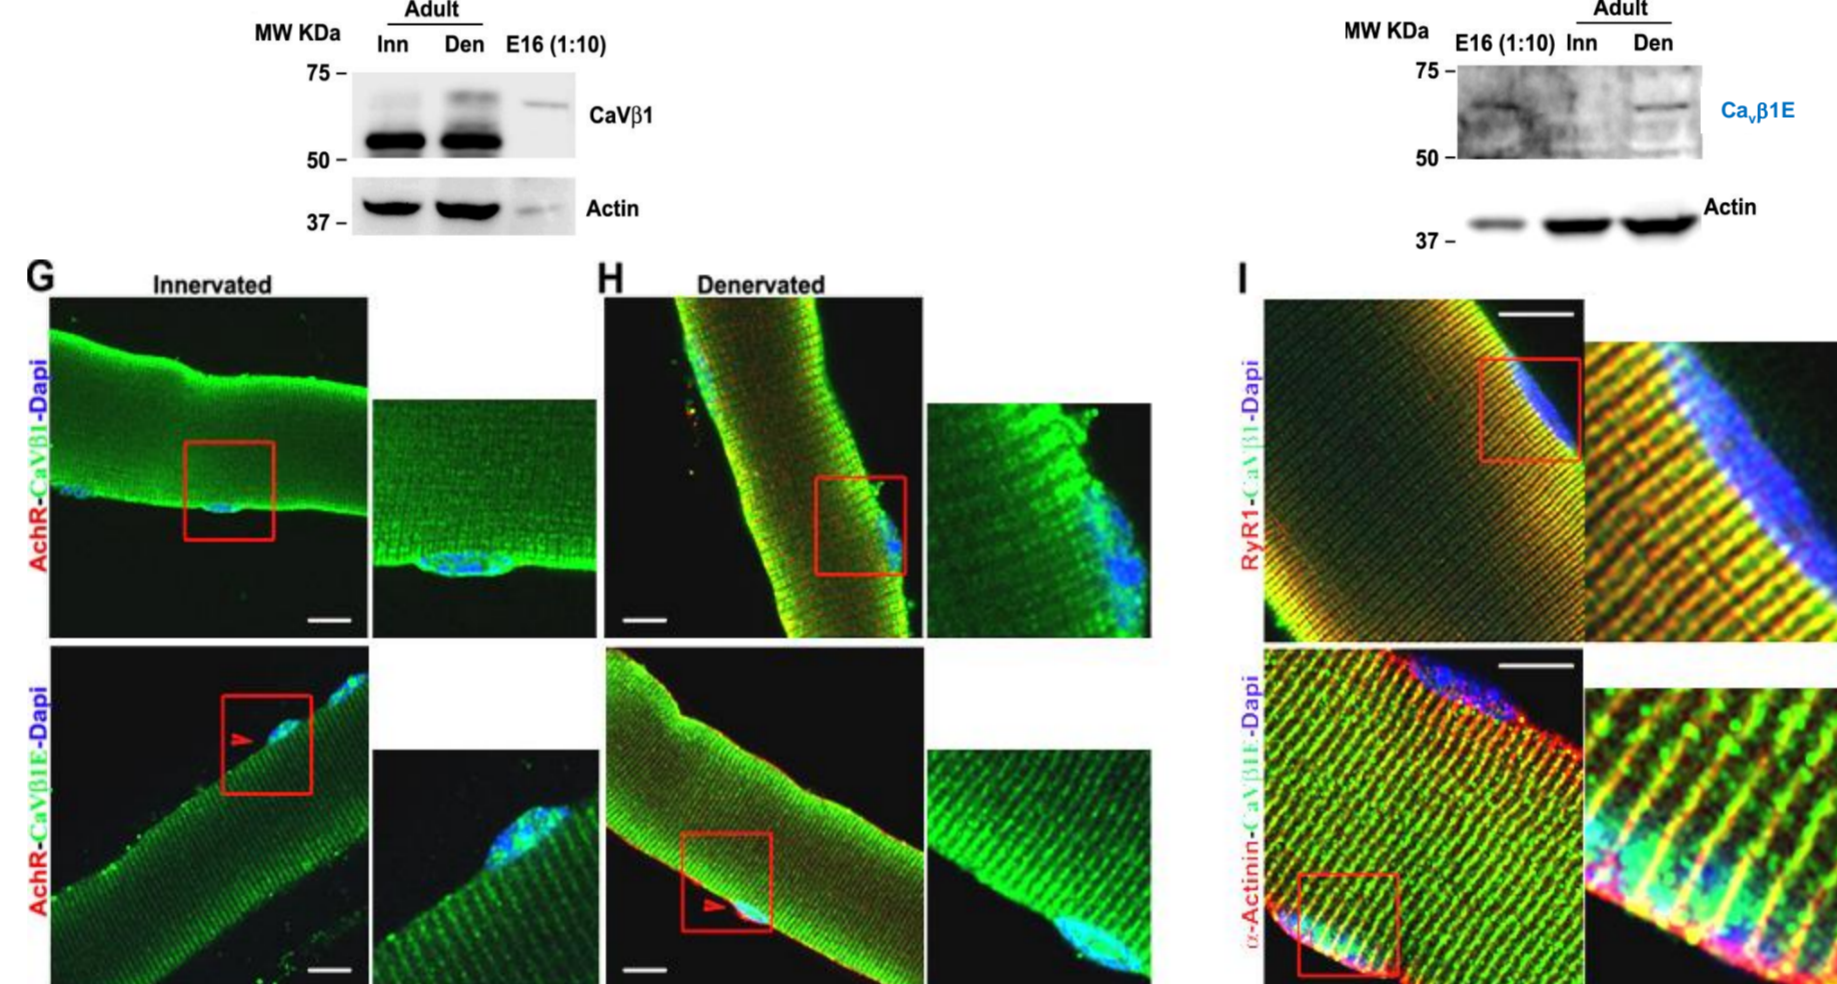 Adult
MW KDa
Inn Den E16 (1:10)
75 –
CaVβ1
50 –
Actin
37 –
Adult
MW KDa
E16 (1:10) Inn Den
75 –
Cavβ1E
50 –
Actin
37 –
G
Innervated
H
Denervated
I
AchR-CaVβ1-Dapi
RyR1-CaVβ1-Dapi
AchR-CaVβ1E-Dapi
α-Actinin-CaVβ1E-Dapi